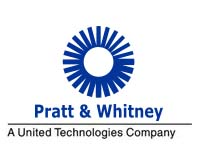 Pratt & Whitney
A United Technologies Company